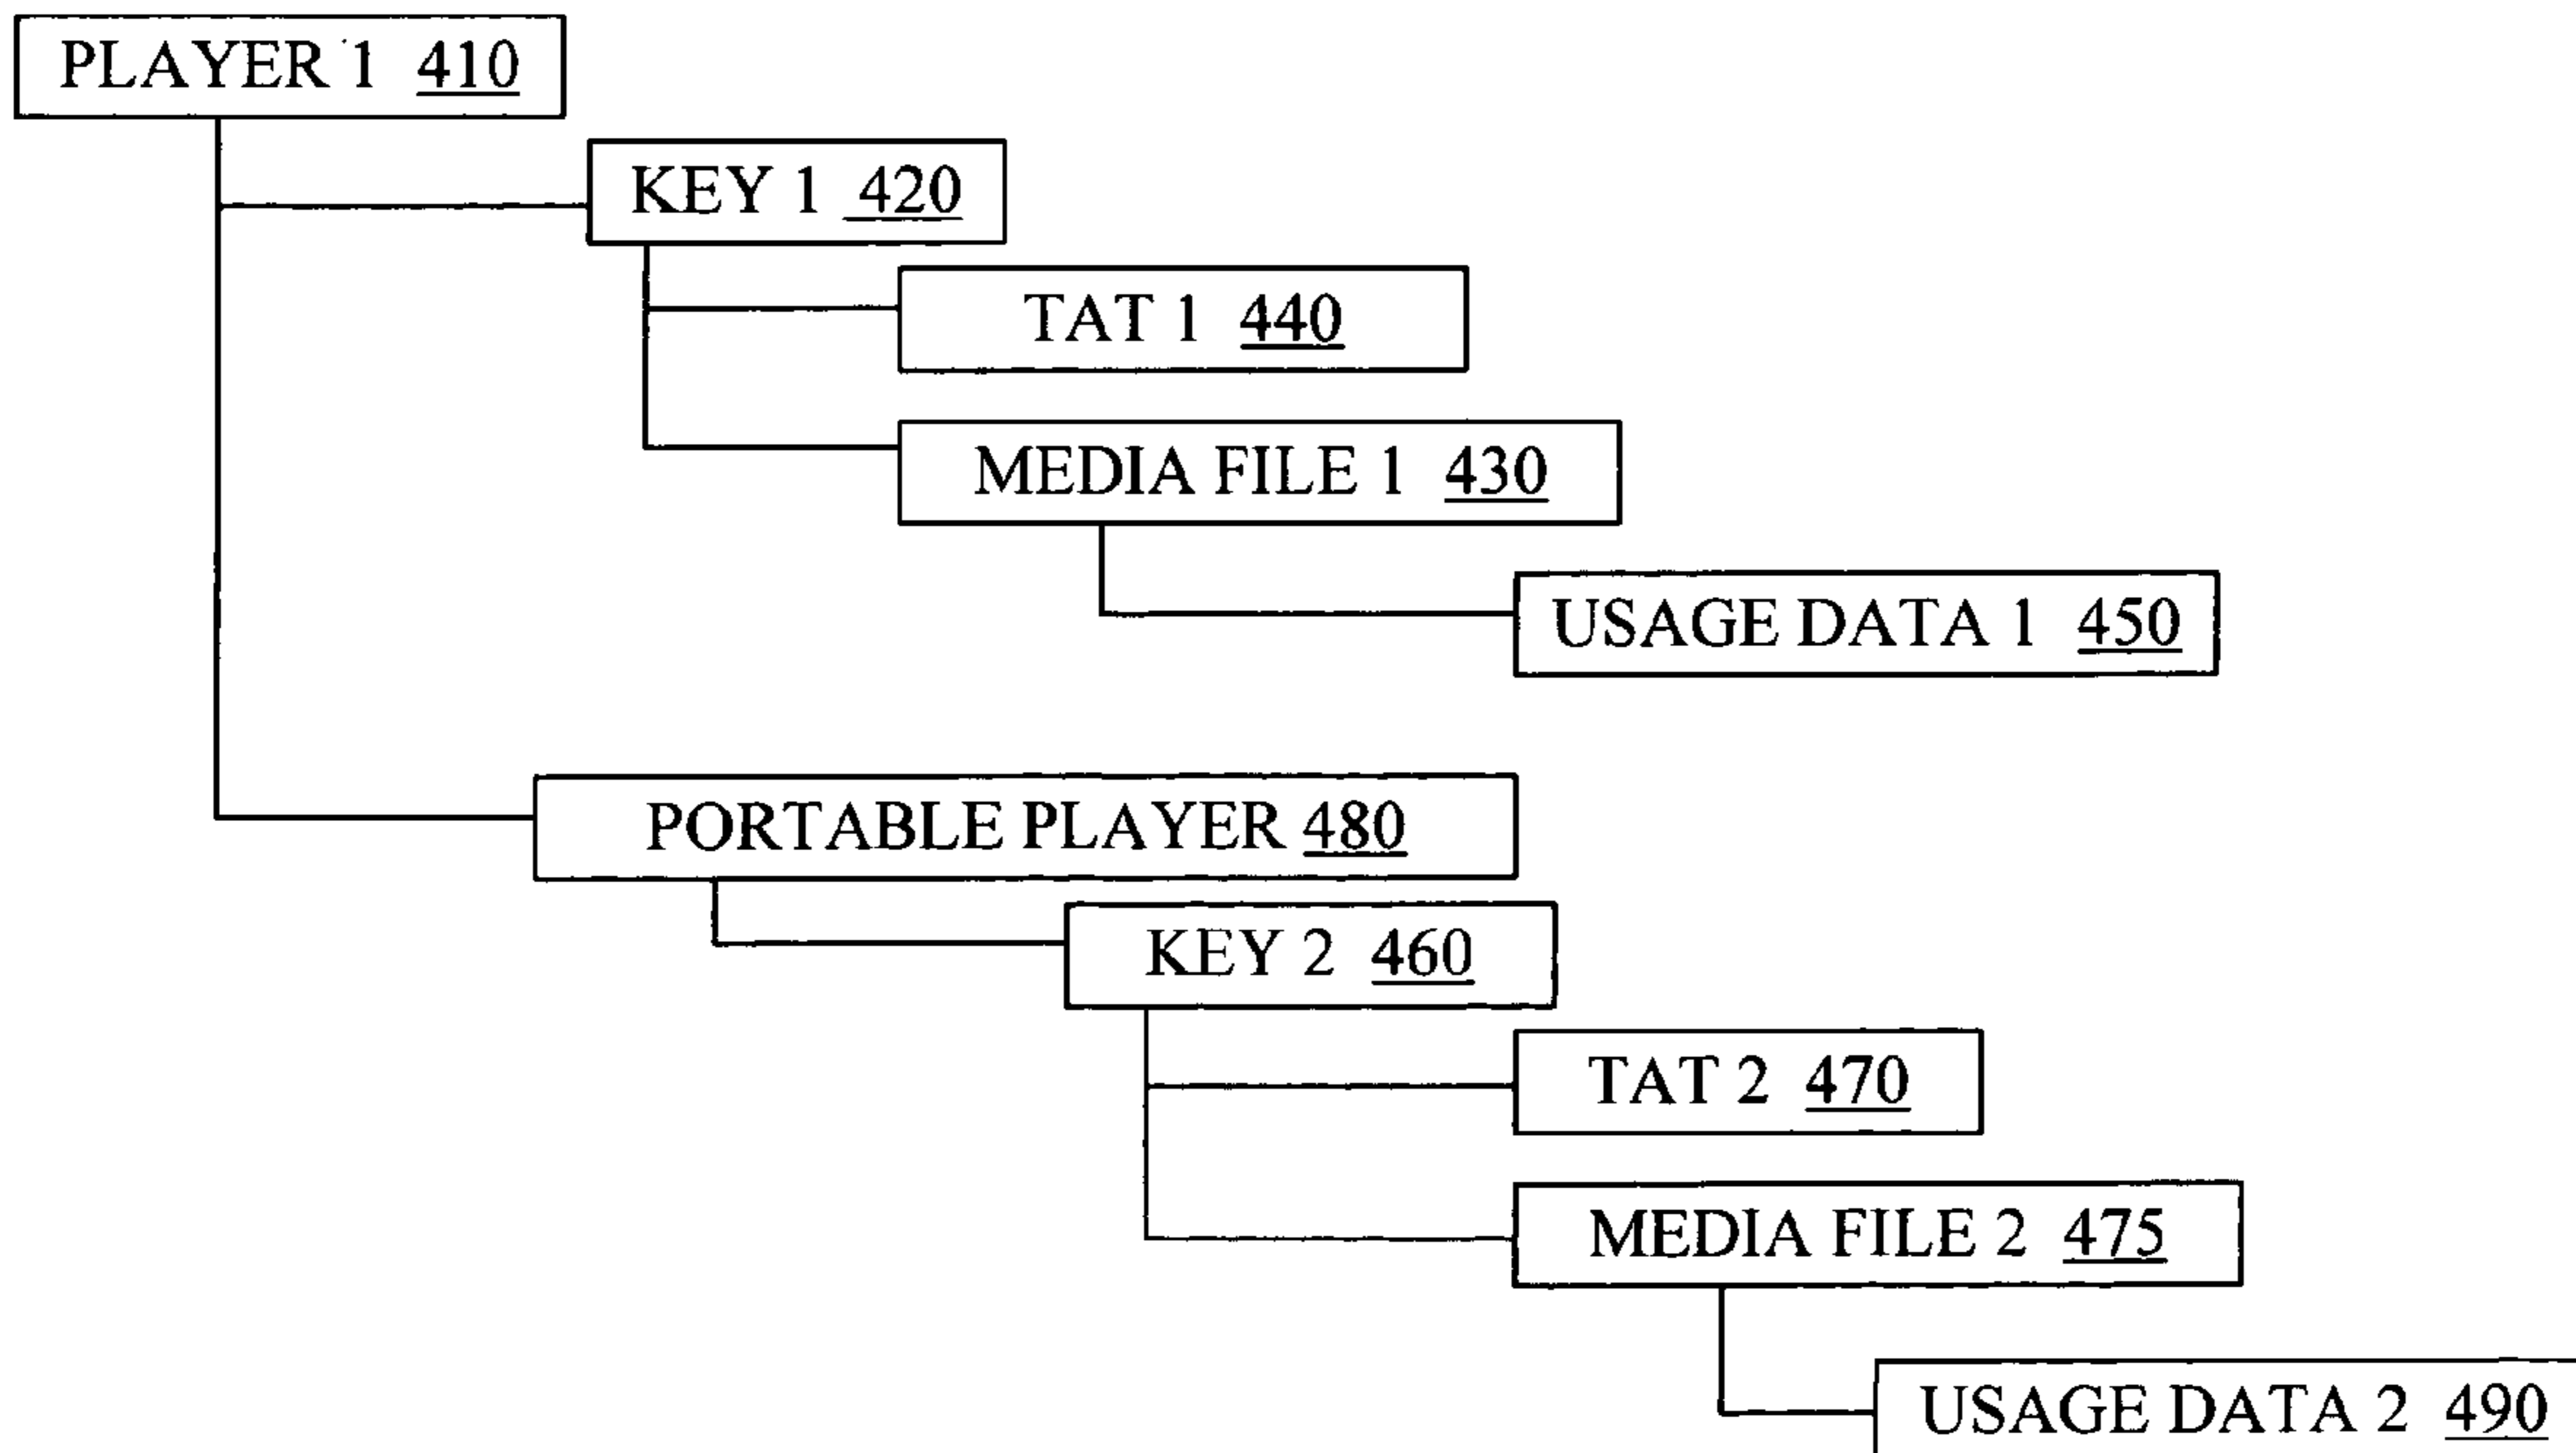 PLAYER 1 410
KEY 1 420
TAT 1 440
MEDIA FILE 1 430
USAGE DATA 1 450
PORTABLE PLAYER 480
KEY 2 460
TAT 2 470
MEDIA FILE 2 475
USAGE DATA 2 490